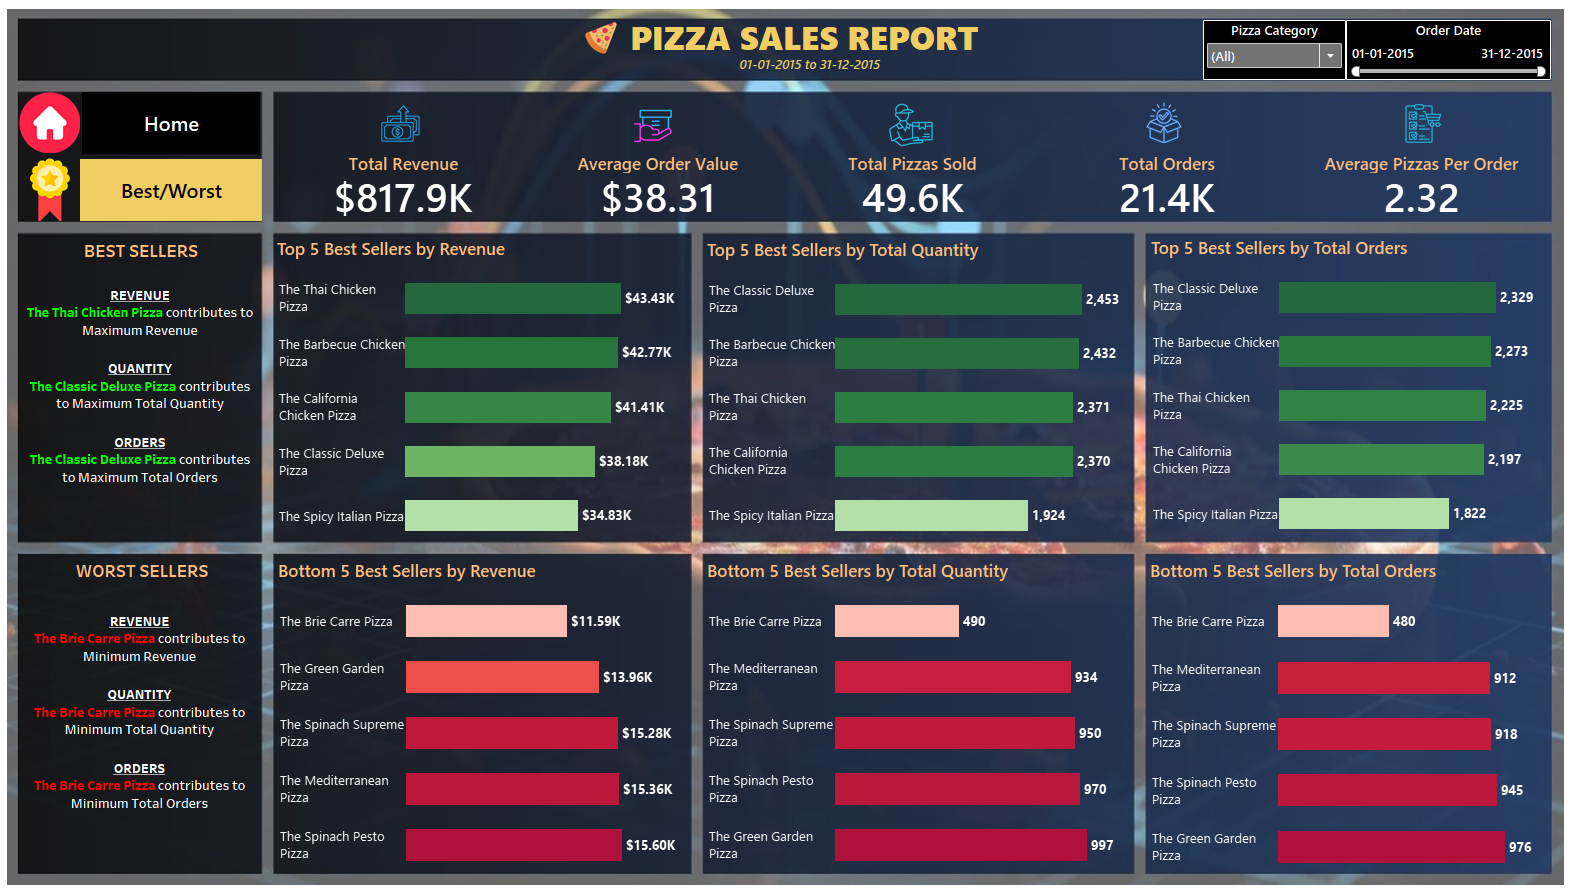 PIZZA SALES REPORT
01-01-2015 to 31-12-2015
Pizza Category
(All)
Order Date
01-01-2015 31-12-2015
Home
Best/Worst
Total Revenue
$817.9K
Average Order Value
$38.31
Total Pizzas Sold
49.6K
Total Orders
21.4K
Average Pizzas Per Order
2.32
BEST SELLERS
REVENUE
The Thai Chicken Pizza contributes to
Maximum Revenue
QUANTITY
The Classic Deluxe Pizza contributes
to Maximum Total Quantity
ORDERS
The Classic Deluxe Pizza contributes
to Maximum Total Orders
Top 5 Best Sellers by Revenue
The Thai Chicken
Pizza
$43.43K
The Barbecue Chicken
Pizza
$42.77K
The California
Chicken Pizza
$41.41K
The Classic Deluxe
Pizza
$38.18K
The Spicy Italian Pizza
$34.83K
Top 5 Best Sellers by Total Quantity
The Classic Deluxe
Pizza
2,453
The Barbecue Chicken
Pizza
2,432
The Thai Chicken
Pizza
2,371
The California
Chicken Pizza
2,370
The Spicy Italian Pizza
1,924
Top 5 Best Sellers by Total Orders
The Classic Deluxe
Pizza
2,329
The Barbecue Chicken
Pizza
2,273
The Thai Chicken
Pizza
2,225
The California
Chicken Pizza
2,197
The Spicy Italian Pizza
1,822
WORST SELLERS
REVENUE
The Brie Carre Pizza contributes to
Minimum Revenue
QUANTITY
The Brie Carre Pizza contributes to
Minimum Total Quantity
ORDERS
The Brie Carre Pizza contributes to
Minimum Total Orders
Bottom 5 Best Sellers by Revenue
The Brie Carre Pizza
$11.59K
The Green Garden
Pizza
$13.96K
The Spinach Supreme
Pizza
$15.28K
The Mediterranean
Pizza
$15.36K
The Spinach Pesto
Pizza
$15.60K
Bottom 5 Best Sellers by Total Quantity
The Brie Carre Pizza
490
The Mediterranean
Pizza
934
The Spinach Supreme
Pizza
950
The Spinach Pesto
Pizza
970
The Green Garden
Pizza
997
Bottom 5 Best Sellers by Total Orders
The Brie Carre Pizza
480
The Mediterranean
Pizza
912
The Spinach Supreme
Pizza
918
The Spinach Pesto
Pizza
945
The Green Garden
Pizza
976